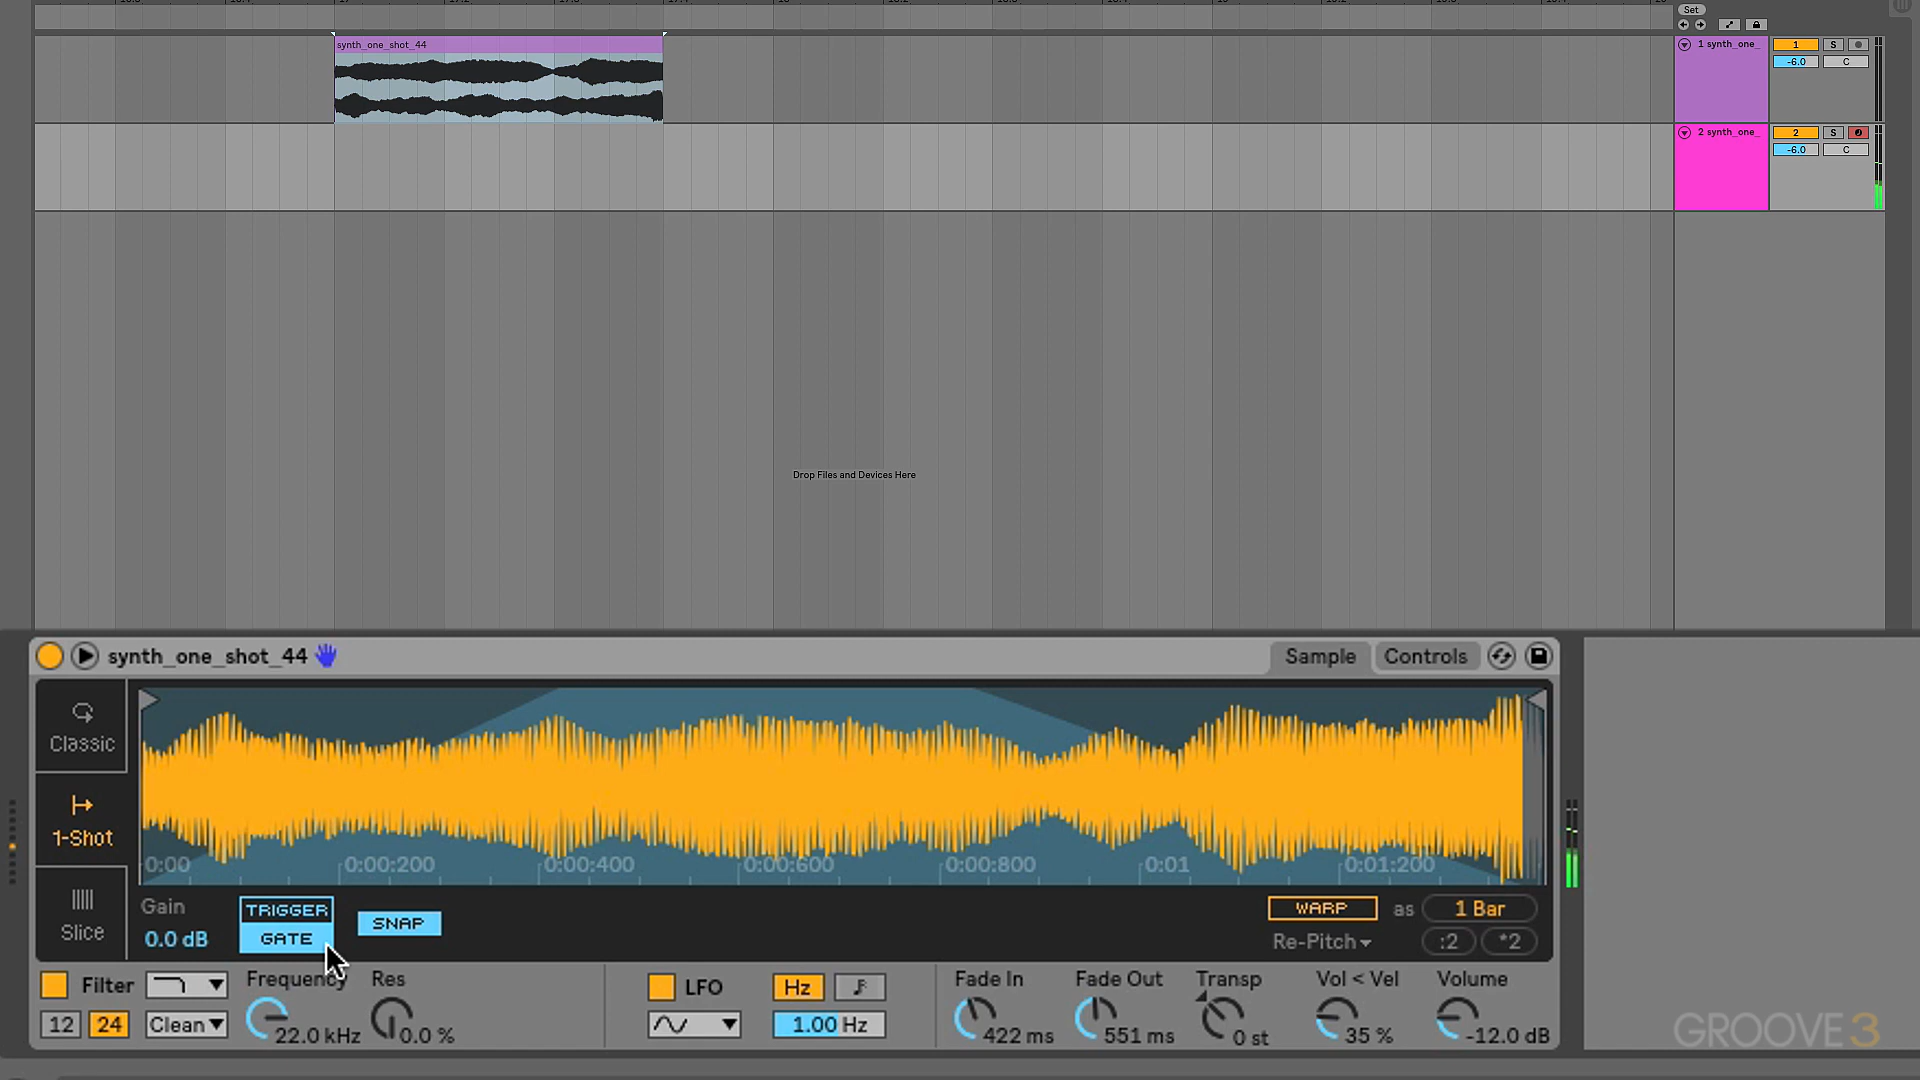 Set
synth_one_shot_44
1 synth_one_
1
S
-6.0
C
2 synth_one_
2
S
-6.0
C
Drop Files and Devices Here
synth_one_shot_44
Sample
Controls
Classic
1-Shot
Slice
0:00
0:00:200
0:00:400
0:00:600
0:00:800
0:01
0:01:200
Gain
0.0 dB
TRIGGER
GATE
SNAP
WARP as 1 Bar
Re-Pitch :2 *2
Filter
12 24 Clean
Frequency
22.0 kHz
Res
0.0 %
LFO
Hz
1.00 Hz
Fade In
422 ms
Fade Out
551 ms
Transp
0 st
Vol < Vel
35 %
Volume
-12.0 dB
GROOVE3